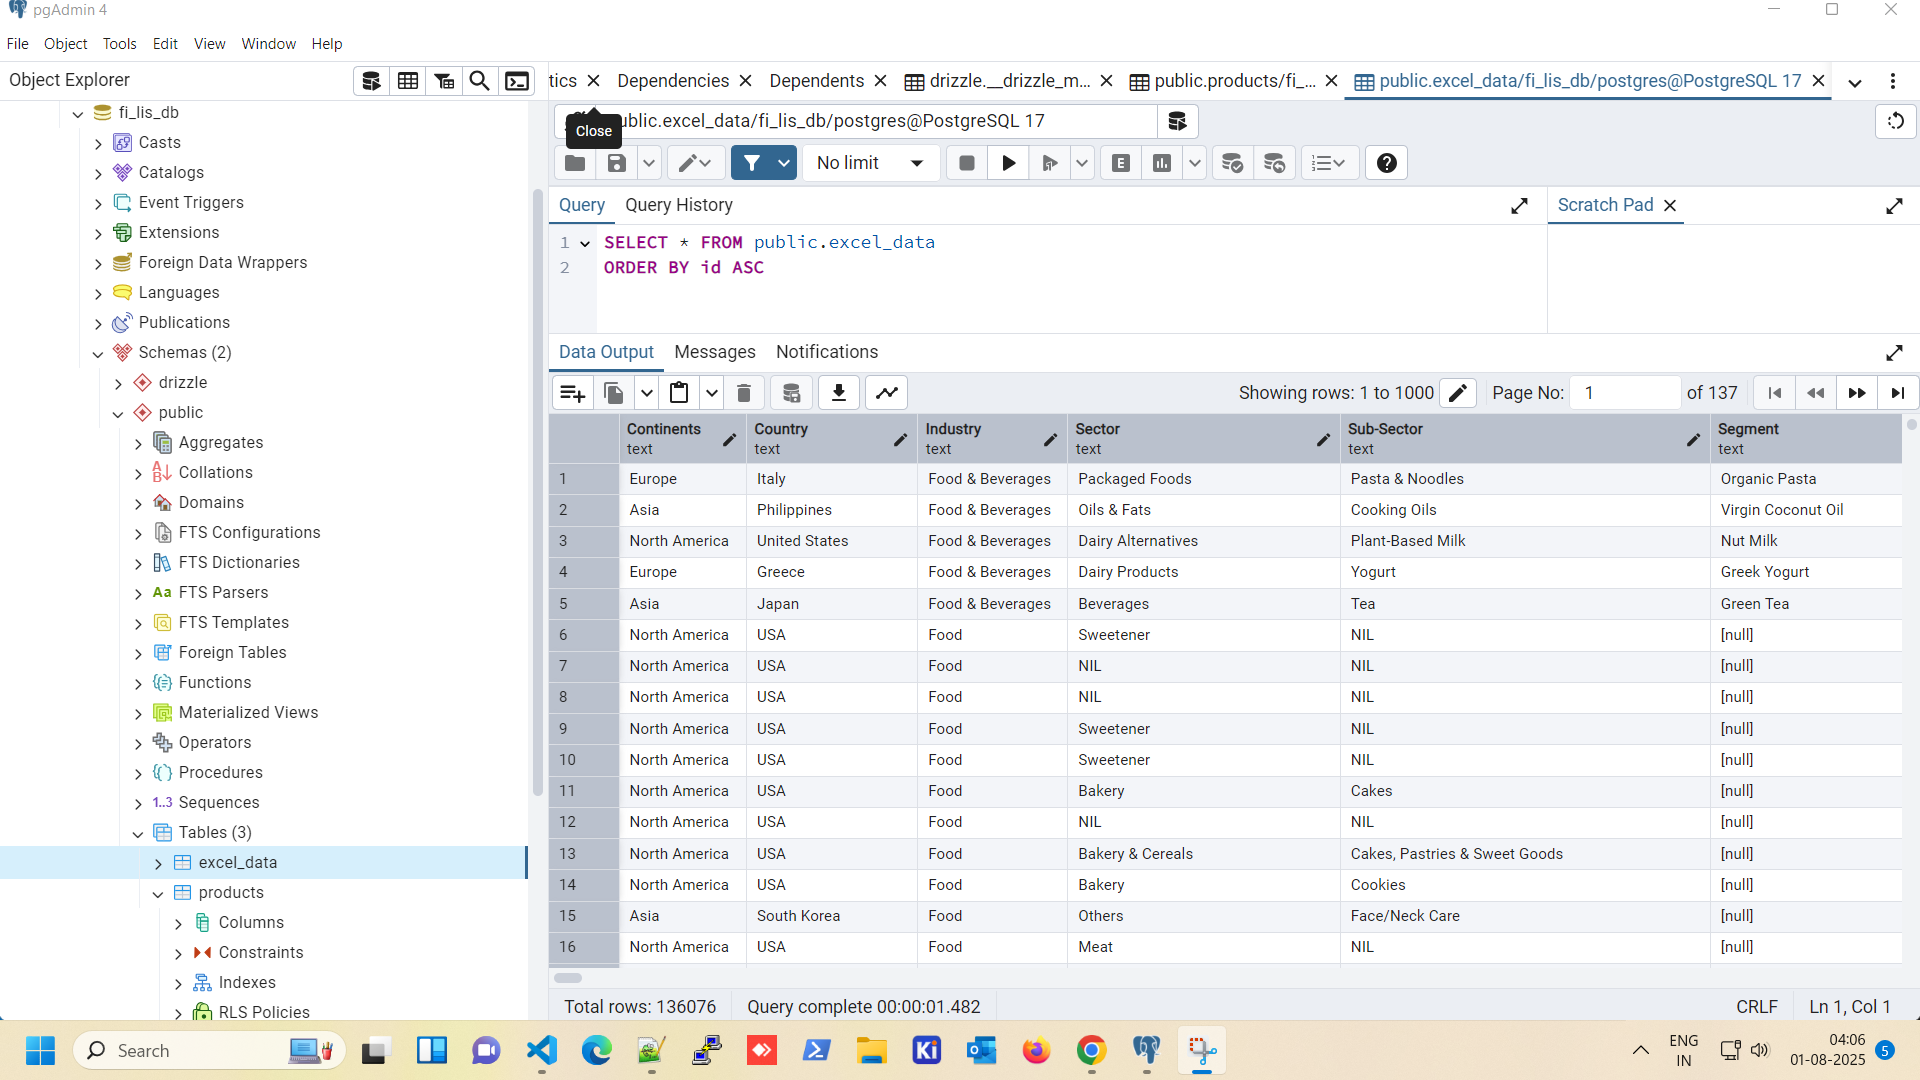 pgAdmin 4
File Object Tools Edit View Window Help
Object Explorer
tics Dependencies Dependents drizzle.__drizzle_m... public.products/fi_... public.excel_data/fi_lis_db/postgres@PostgreSQL 17
ublic.excel_data/fi_lis_db/postgres@PostgreSQL 17
Close
No limit
E
Query Query History Scratch Pad
1 SELECT * FROM public.excel_data
2 ORDER BY id ASC
Data Output Messages Notifications
Showing rows: 1 to 1000 Page No: 1 of 137
Continents Country Industry Sector Sub-Sector Segment
text text text text text text
1 Europe Italy Food & Beverages Packaged Foods Pasta & Noodles Organic Pasta
2 Asia Philippines Food & Beverages Oils & Fats Cooking Oils Virgin Coconut Oil
3 North America United States Food & Beverages Dairy Alternatives Plant-Based Milk Nut Milk
4 Europe Greece Food & Beverages Dairy Products Yogurt Greek Yogurt
5 Asia Japan Food & Beverages Beverages Tea Green Tea
6 North America USA Food Sweetener NIL [null]
7 North America USA Food NIL NIL [null]
8 North America USA Food NIL NIL [null]
9 North America USA Food Sweetener NIL [null]
10 North America USA Food Sweetener NIL [null]
11 North America USA Food Bakery Cakes [null]
12 North America USA Food NIL NIL [null]
13 North America USA Food Bakery & Cereals Cakes, Pastries & Sweet Goods [null]
14 North America USA Food Bakery Cookies [null]
15 Asia South Korea Food Others Face/Neck Care [null]
16 North America USA Food Meat NIL [null]
Total rows: 136076 Query complete 00:00:01.482 CRLF Ln 1, Col 1
fi_lis_db
Casts
Catalogs
Event Triggers
Extensions
Foreign Data Wrappers
Languages
Publications
Schemas (2)
drizzle
public
Aggregates
Collations
Domains
FTS Configurations
FTS Dictionaries
Aa FTS Parsers
FTS Templates
Foreign Tables
Functions
Materialized Views
Operators
Procedures
1..3 Sequences
Tables (3)
excel_data
products
Columns
Constraints
Indexes
RLS Policies
Search
Ki
ENG
IN
04:06
01-08-2025
5